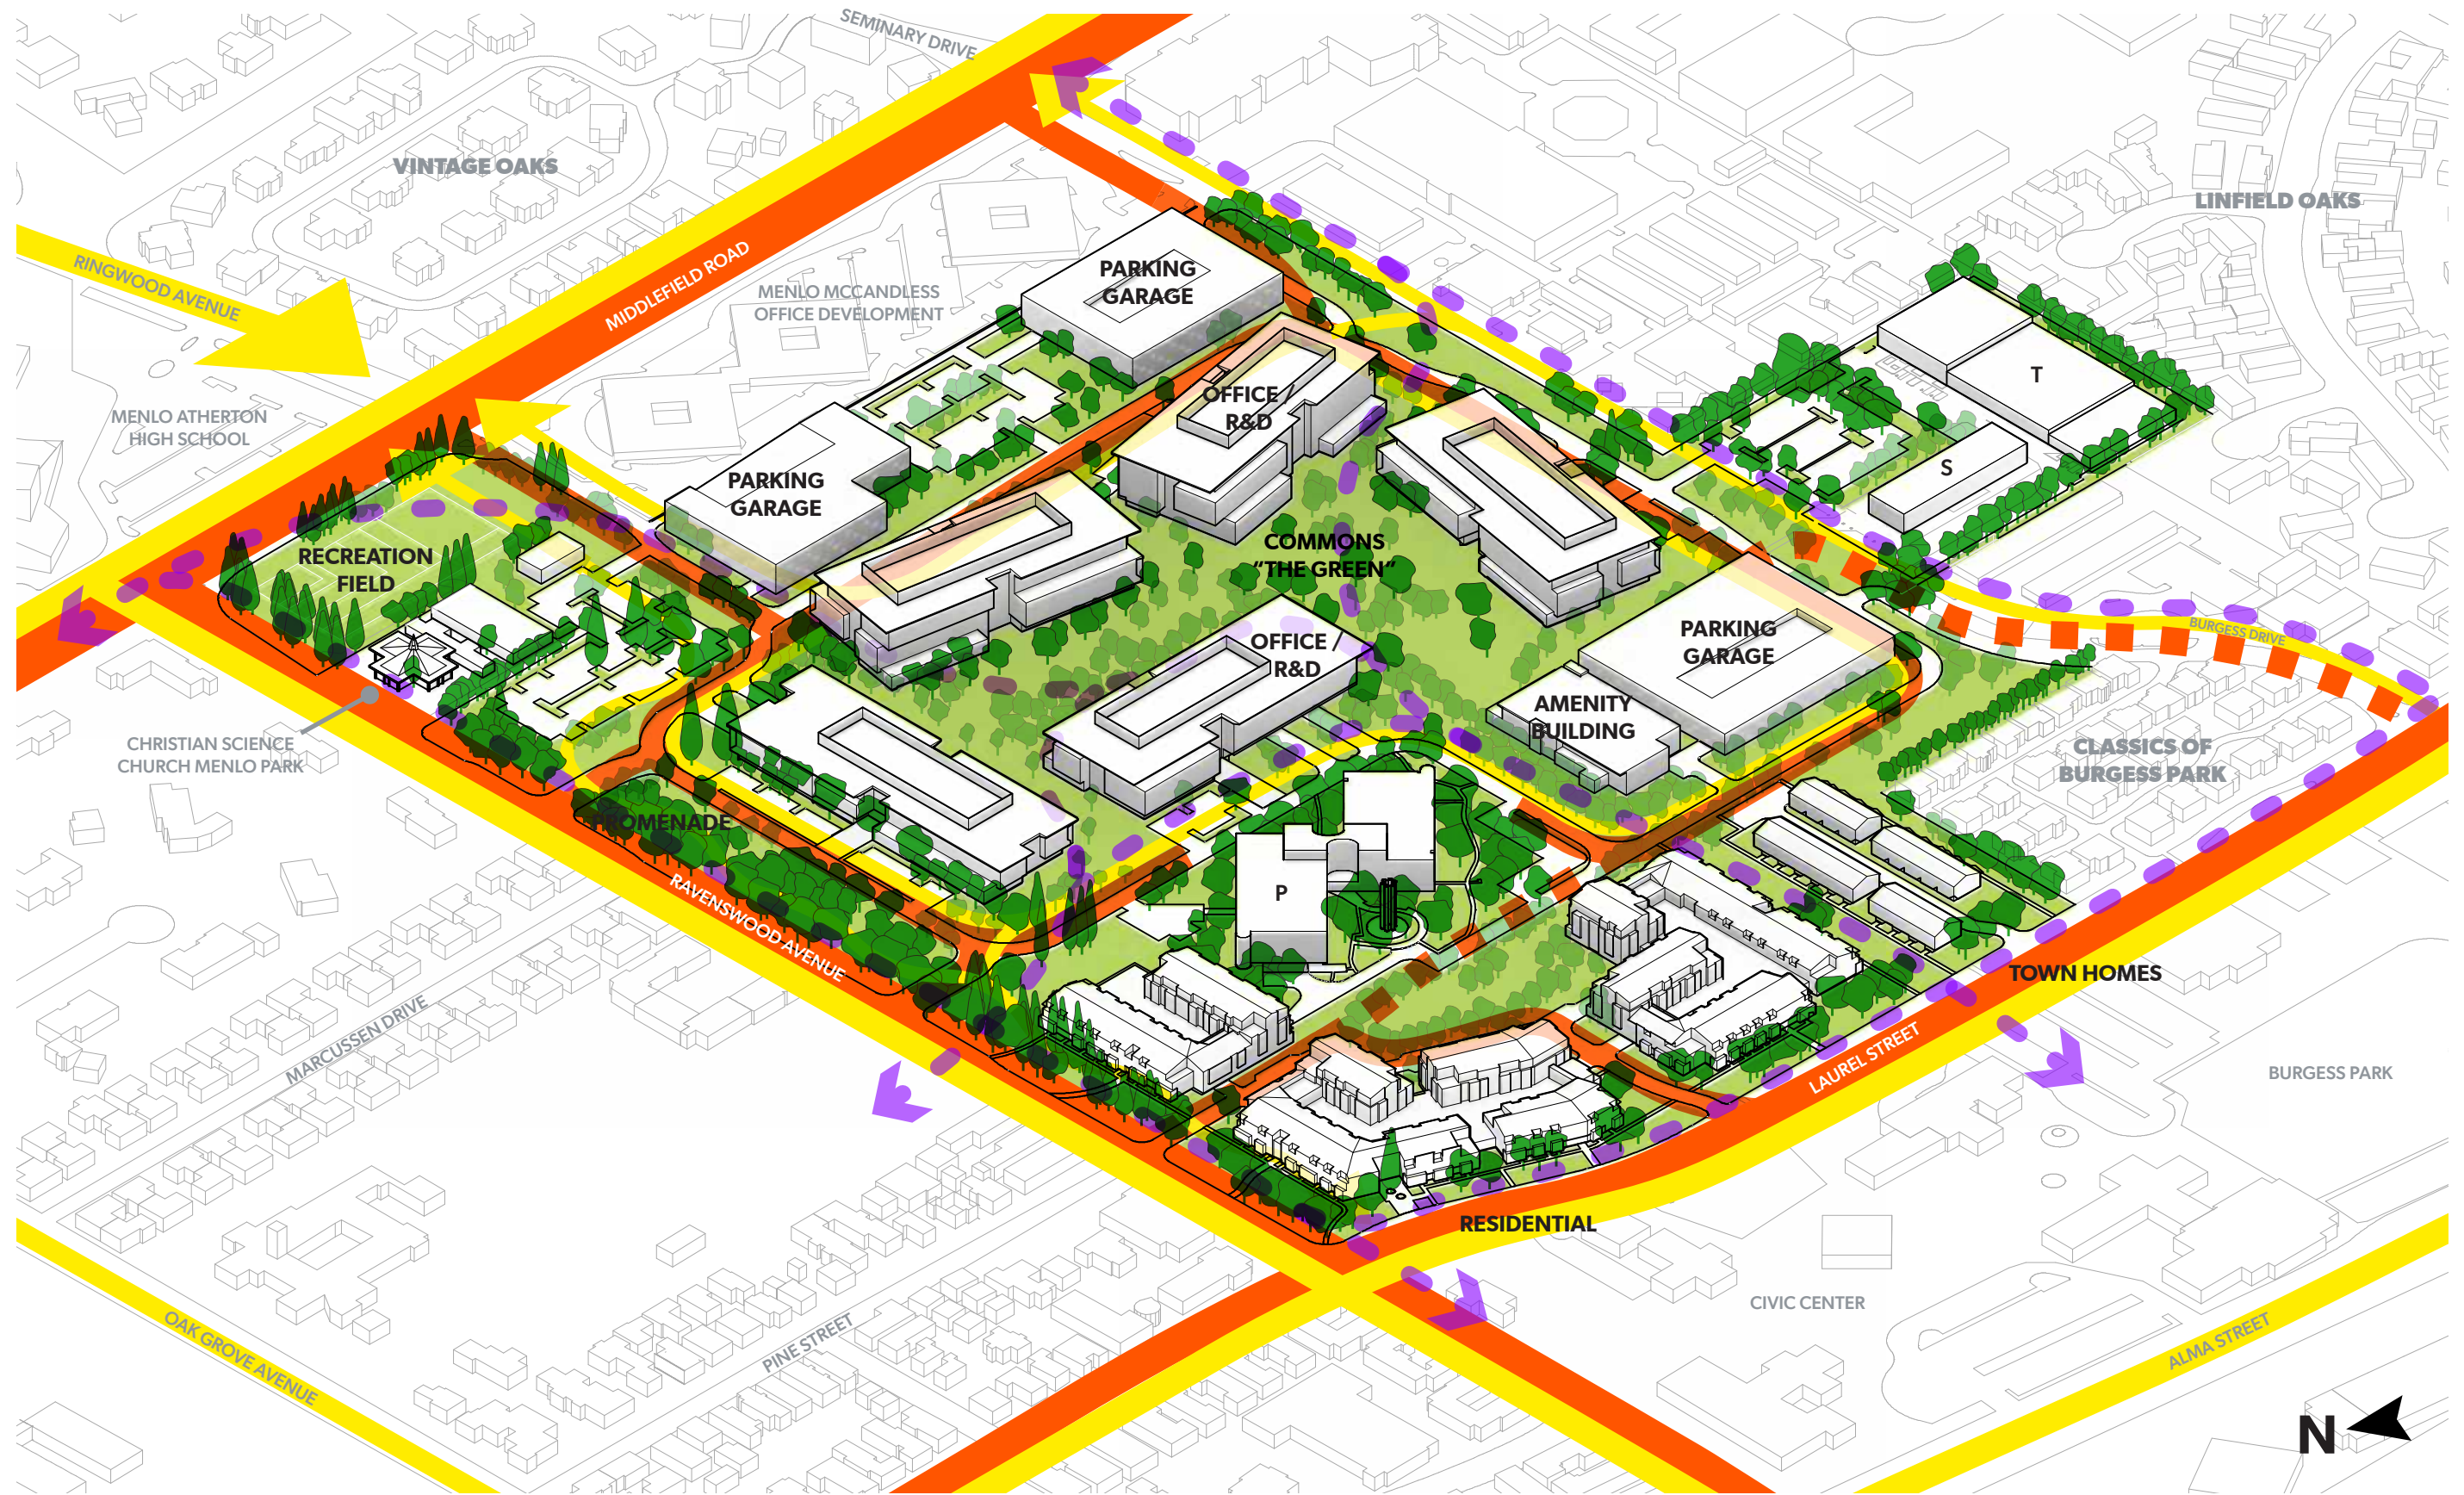 SEMINARY DRIVE
VINTAGE OAKS
LINFIELD OAKS
RINGWOOD AVENUE
MIDDLEFIELD ROAD
PARKING
GARAGE
MENLO MCCANDLESS
OFFICE DEVELOPMENT
T
OFFICE /
R&D
MENLO ATHERTON
HIGH SCHOOL
S
PARKING
GARAGE
COMMONS
“THE GREEN”
RECREATION
FIELD
BURGESS DRIVE
PARKING
GARAGE
OFFICE /
R&D
AMENITY
BUILDING
CHRISTIAN SCIENCE
CHURCH MENLO PARK
CLASSICS OF
BURGESS PARK
PROMENADE
P
RAVENSWOOD AVENUE
TOWN HOMES
MARCUSSEN DRIVE
LAUREL STREET
BURGESS PARK
RESIDENTIAL
CIVIC CENTER
OAK GROVE AVENUE
PINE STREET
ALMA STREET
N